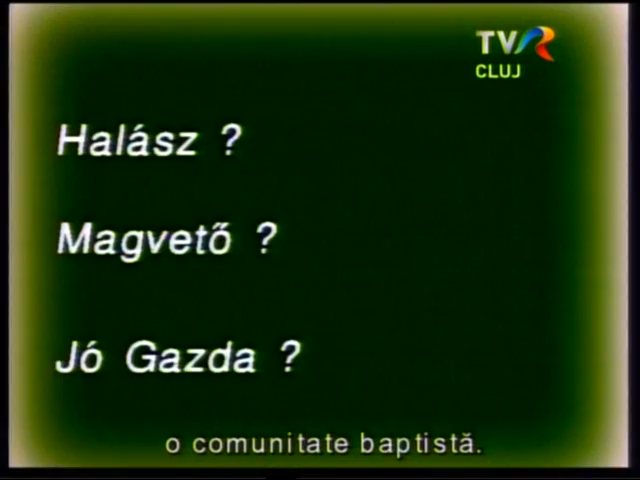 TVR
CLUJ
Halász ?
Magvető ?
Jó Gazda ?
o comunitate baptistă.